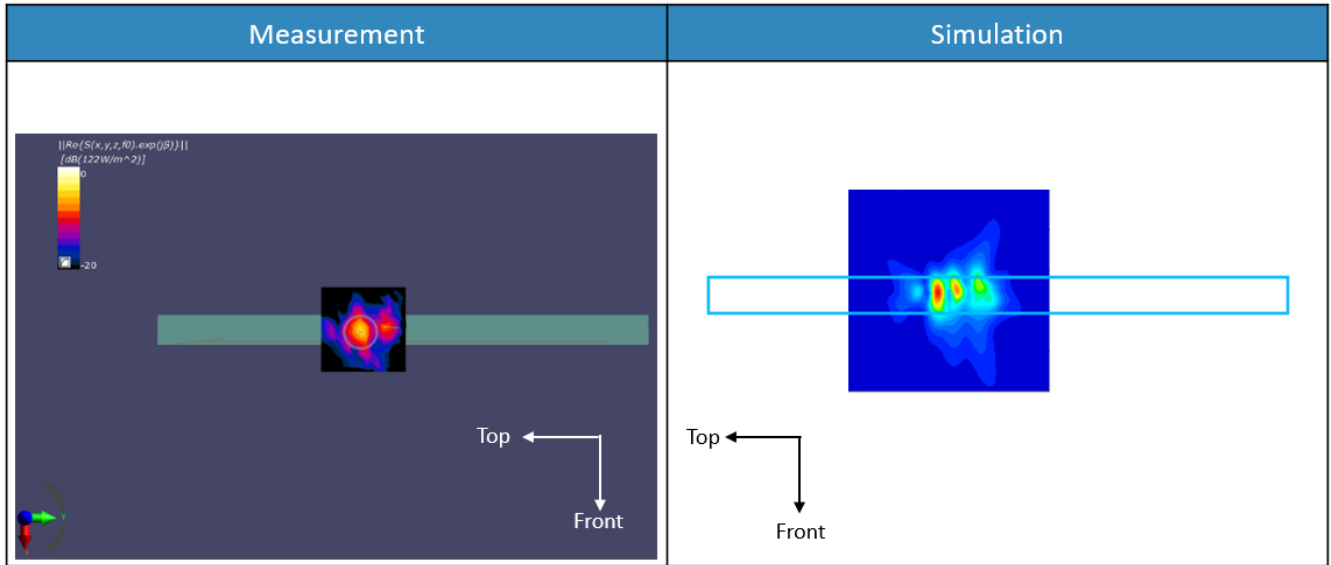 Measurement
Simulation
||Re{S(x,y,z,f0).exp(jβ)}||
[dB(122W/m^2)]
0
-20
Top
Front
Y
Top
Front